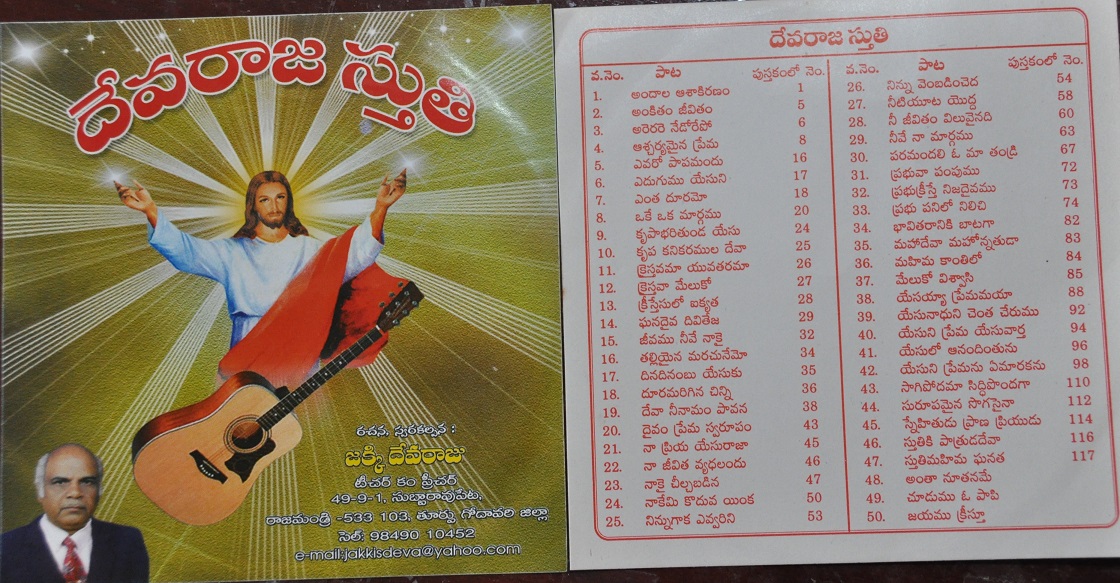 దేవరాజ స్తుతి
రచన, స్వరకల్పన :
జక్కి దేవరాజు
టీచర్ కం ప్రీచర్
49-9-1, సుబ్బారావుపేట,
రాజమండ్రి -533 103, తూర్పు గోదావరి జిల్లా
సెల్: 98490 10452
e-mail:jakkisdeva@yahoo.com
దేవరాజ స్తుతి
వ.నెం. పాట పుస్తకంలో నెం.
1. అందాల ఆశాకిరణం 1
2. అంకితం జీవితం 5
3. అరెరరె నేడోరేపో 6
4. ఆశ్చర్యమైన ప్రేమ 8
5. ఎవరో పాపమందు 16
6. ఎదుగుము యేసుని 17
7. ఎంత దూరమో 18
8. ఒకే ఒక మార్గము 20
9. కృపాభరితుండ యేసు 24
10. కృప కనికరముల దేవా 25
11. క్రైస్తవమా యువతరమా 26
12. క్రైస్తవా మేలుకో 27
13. క్రీస్తేసులో ఐక్యత 28
14. ఘనదైవ దివితేజ 29
15. జీవము నీవే నాకై 32
16. తల్లియైన మరచునేమో 34
17. దినదినంబు యేసుకు 35
18. దూరమరిగిన చిన్ని 36
19. దేవా నీనామం పావన 38
20. దైవం ప్రేమ స్వరూపం 43
21. నా ప్రియ యేసురాజా 45
22. నా జీవిత వ్యధలందు 46
23. నాకై చీల్చబడిన 47
24. నాకేమి కొదువ యింక 50
25. నిన్నుగాక ఎవ్వరిని 53
వ.నెం. పాట పుస్తకంలో నెం.
26. నిన్ను వెంబడించెద 54
27. నీటియూట యొద్ద 58
28. నీ జీవితం విలువైనది 60
29. నీవే నా మార్గము 63
30. పరమందలి ఓ మా తండ్రి 67
31. ప్రభువా పంపుము 72
32. ప్రభుక్రీస్తే నిజదైవము 73
33. ప్రభు పనిలో నిలిచి 74
34. భావితరానికి బాటగా 82
35. మహాదేవా మహోన్నతుడా 83
36. మహిమ కాంతిలో 84
37. మేలుకో విశ్వాసి 85
38. యేసయ్యా ప్రేమమయా 88
39. యేసునాధుని చెంత చేరుము 92
40. యేసుని ప్రేమ యేసువార్త 94
41. యేసులో ఆనందింతును 96
42. యేసుని ప్రేమను ఏమారకను 98
43. సాగిపోదమా సిద్ధిపొందగా 110
44. సురూపమైన సొగసైనా 112
45. స్నేహితుడు ప్రాణ ప్రియుడు 114
46. స్తుతికి పాత్రుడదేవా 116
47. స్తుతిమహిమ ఘనత 117
48. అంతా నూతనమే
49. చూడుము ఓ పాపి
50. జయము క్రీస్తూ